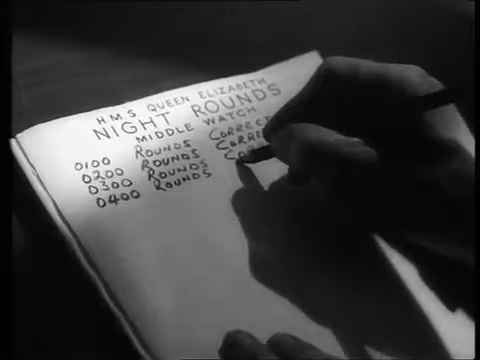 H.M.S. QUEEN ELIZABETH
NIGHT ROUNDS
MIDDLE WATCH
0100 ROUNDS CORRECT
0200 ROUNDS
0300 ROUNDS
0400 ROUNDS